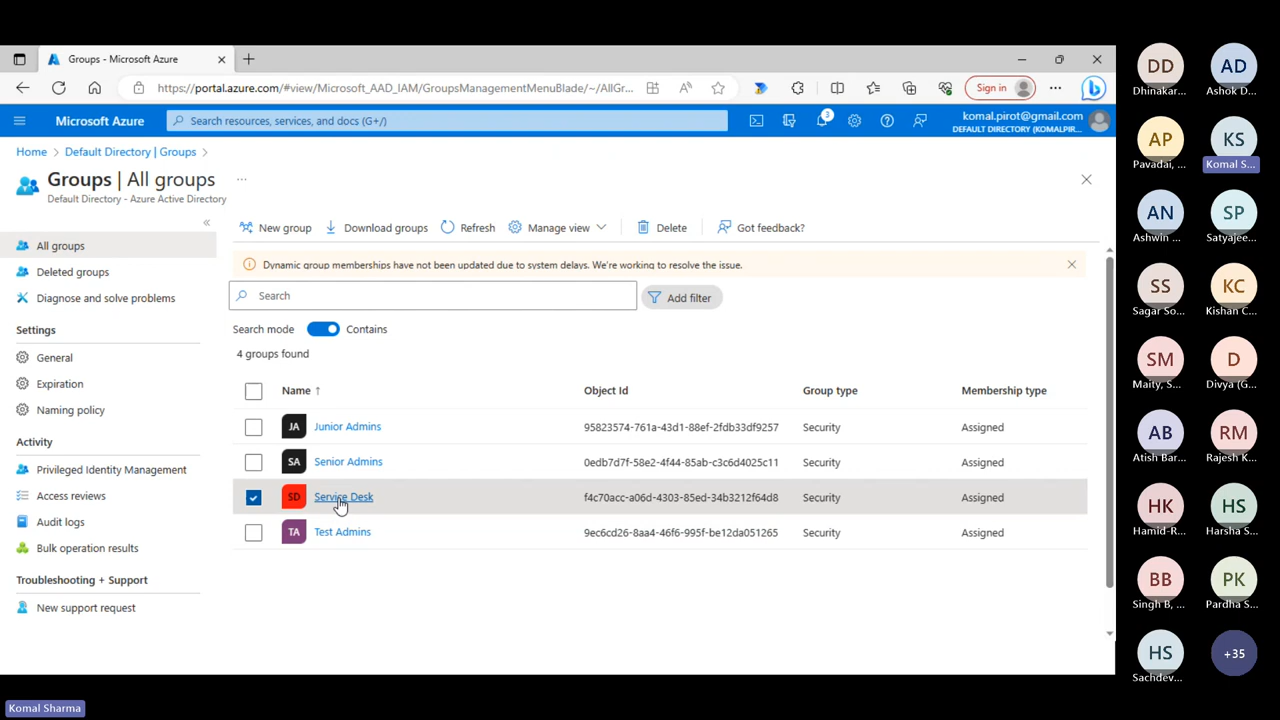 Groups - Microsoft Azure
https://portal.azure.com/#view/Microsoft_AAD_IAM/GroupsManagementMenuBlade/~/AllGr...
Sign in
Microsoft Azure
Search resources, services, and docs (G+/)
3
komal.pirot@gmail.com
DEFAULT DIRECTORY (KOMALPIR...
Home > Default Directory | Groups >
Groups | All groups
...
Default Directory - Azure Active Directory
«
New group
Download groups
Refresh
Manage view
Delete
Got feedback?
All groups
Deleted groups
Diagnose and solve problems
Settings
General
Expiration
Naming policy
Activity
Privileged Identity Management
Access reviews
Audit logs
Bulk operation results
Troubleshooting + Support
New support request
Dynamic group memberships have not been updated due to system delays. We're working to resolve the issue.
Search
Add filter
Search mode
Contains
4 groups found
Name ↑ Object Id Group type Membership type
JA Junior Admins 95823574-761a-43d1-88ef-2fdb33df9257 Security Assigned
SA Senior Admins 0edb7d7f-58e2-4f44-85ab-c3c6d4025c11 Security Assigned
SD Service Desk f4c70acc-a06d-4303-85ed-34b3212f64d8 Security Assigned
TA Test Admins 9ec6cd26-8aa4-46f6-995f-be12da051265 Security Assigned
DD
Dhinakar...
AD
Ashok D...
AP
Pavadai, ...
KS
Komal S...
AN
Ashwin ...
SP
Satyajee...
SS
Sagar So...
KC
Kishan C...
SM
Maity, S...
D
Divya (G...
AB
Atish Bar...
RM
Rajesh K...
HK
Hamid-R...
HS
Harsha S...
BB
Singh B, ...
PK
Pardha S...
HS
Sachdev...
+35
Komal Sharma